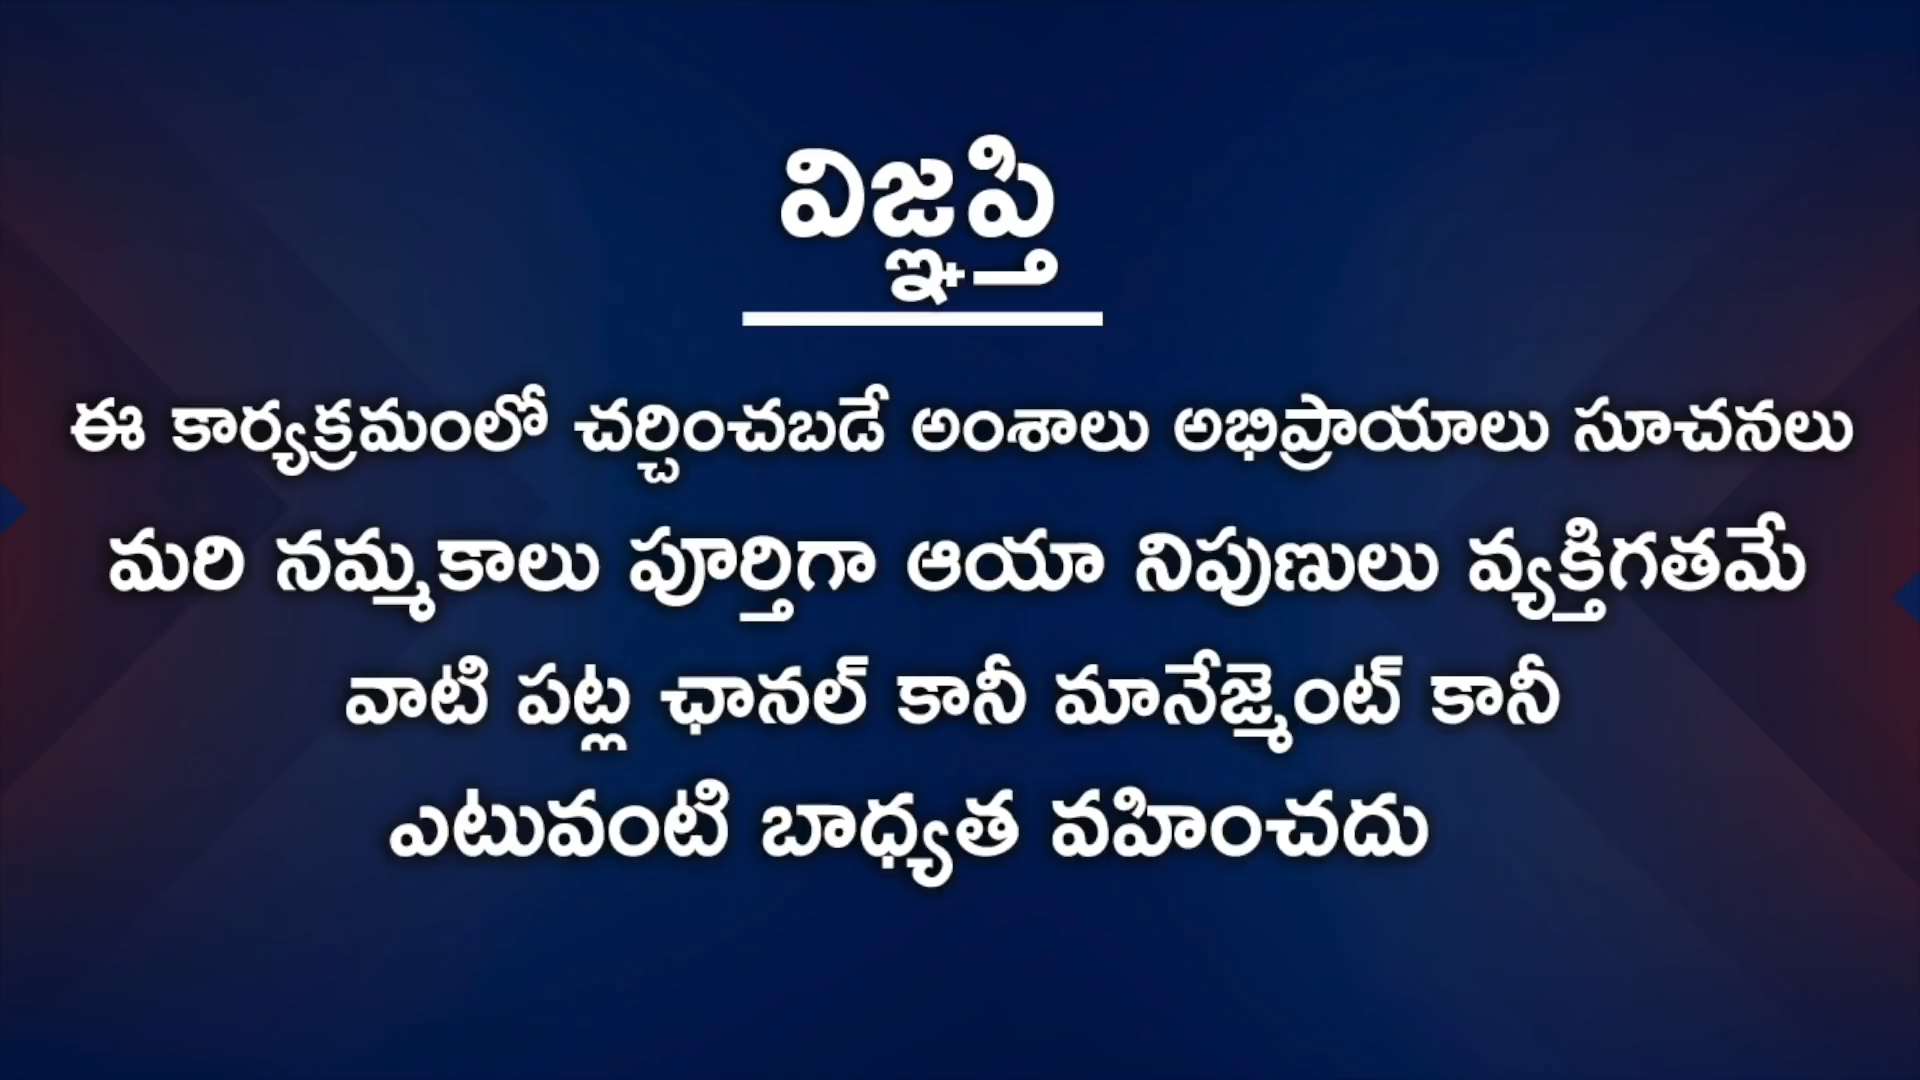 విజ్ఞప్తి
ఈ కార్యక్రమంలో చర్చించబడే అంశాలు అభిప్రాయాలు సూచనలు
మరి నమ్మకాలు పూర్తిగా ఆయా నిపుణులు వ్యక్తిగతమే
వాటి పట్ల ఛానల్ కానీ మానేజ్మెంట్ కానీ
ఎటువంటి బాధ్యత వహించదు